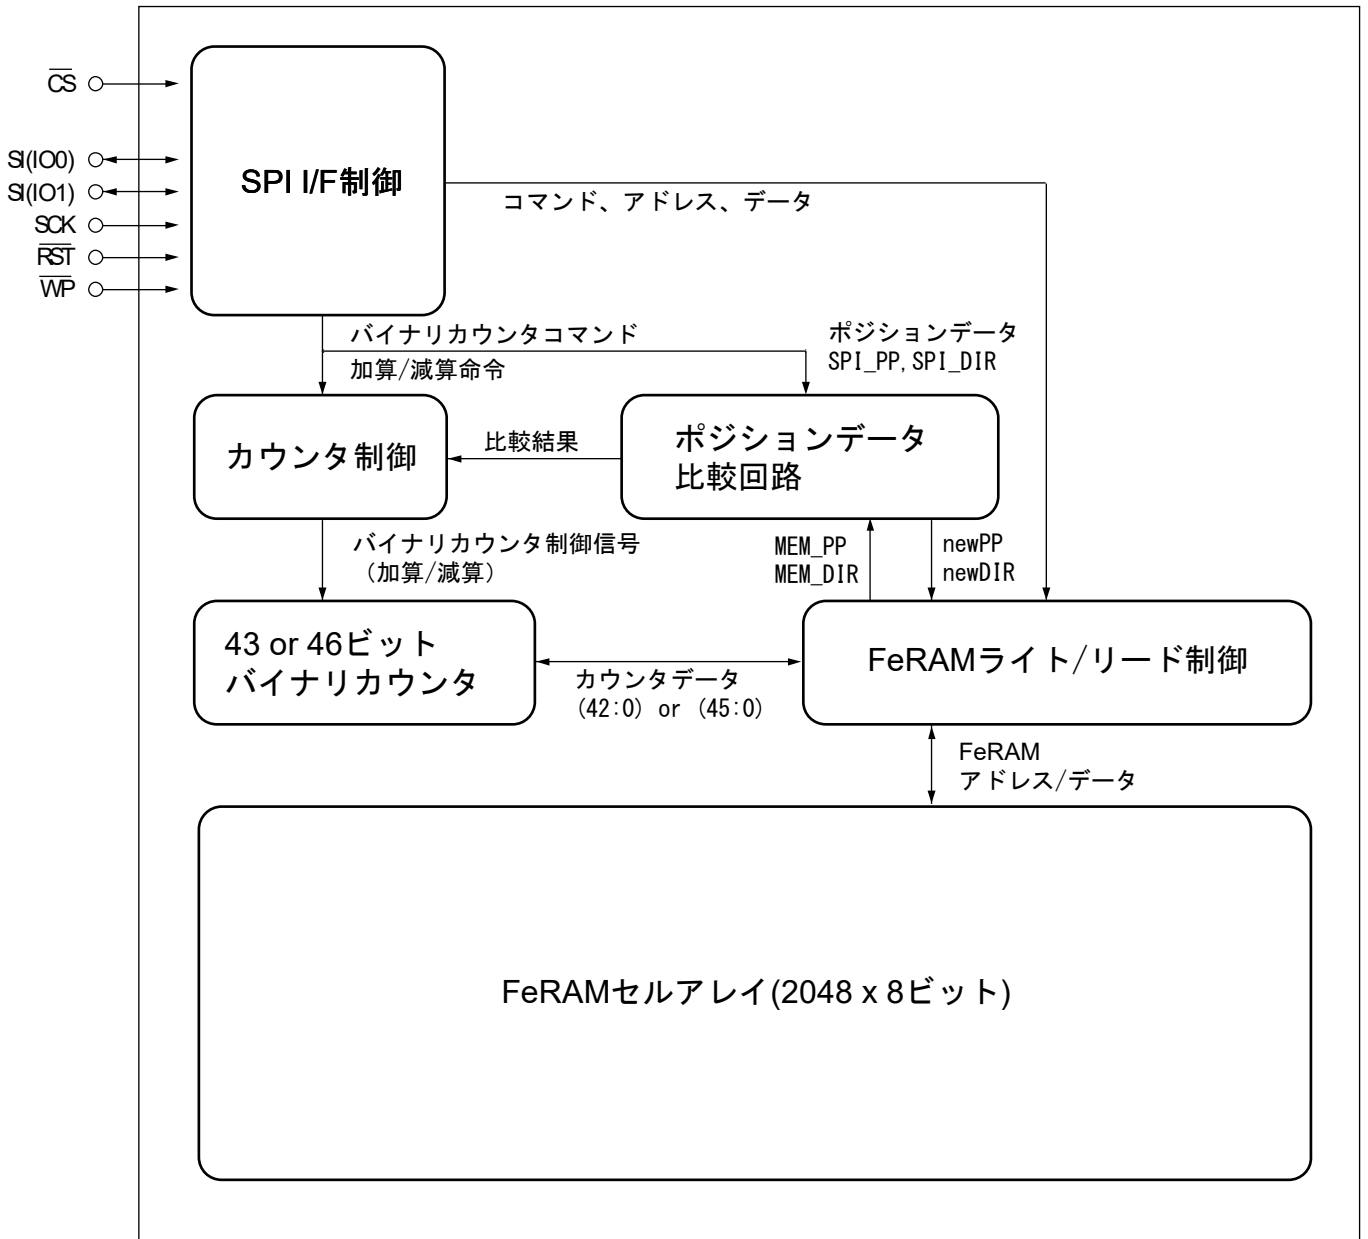 CS
SI(IO0)
SI(IO1)
SCK
RST
WP
SPI I/F制御
コマンド、アドレス、データ
バイナリカウンタコマンド
加算/減算命令
ポジションデータ
SPI_PP, SPI_DIR
カウンタ制御
比較結果
ポジションデータ
比較回路
バイナリカウンタ制御信号
（加算/減算）
MEM_PP
MEM_DIR
newPP
newDIR
43 or 46ビット
バイナリカウンタ
カウンタデータ
(42:0) or (45:0)
FeRAMライト/リード制御
FeRAM
アドレス/データ
FeRAMセルアレイ(2048 x 8ビット)